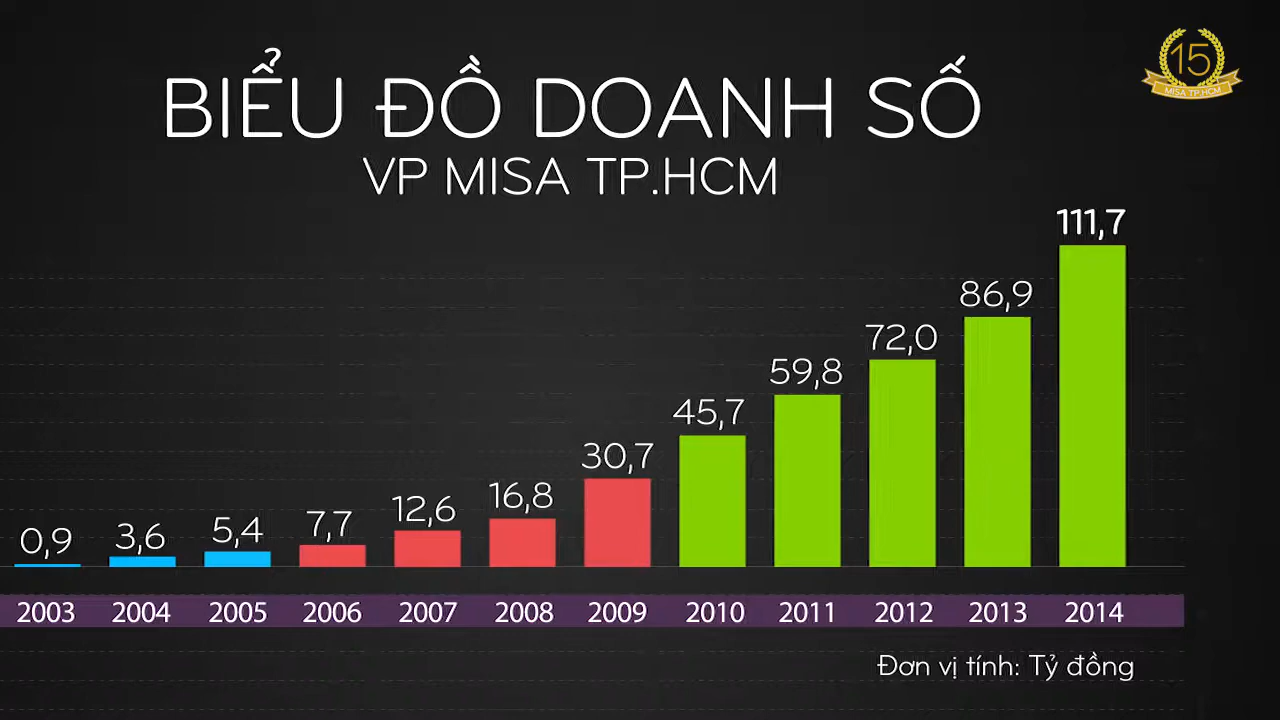 15
MISA TP.HCM
BIỂU ĐỒ DOANH SỐ
VP MISA TP.HCM
0,9 3,6 5,4 7,7 12,6 16,8 30,7 45,7 59,8 72,0 86,9 111,7
2003 2004 2005 2006 2007 2008 2009 2010 2011 2012 2013 2014
Đơn vị tính: Tỷ đồng